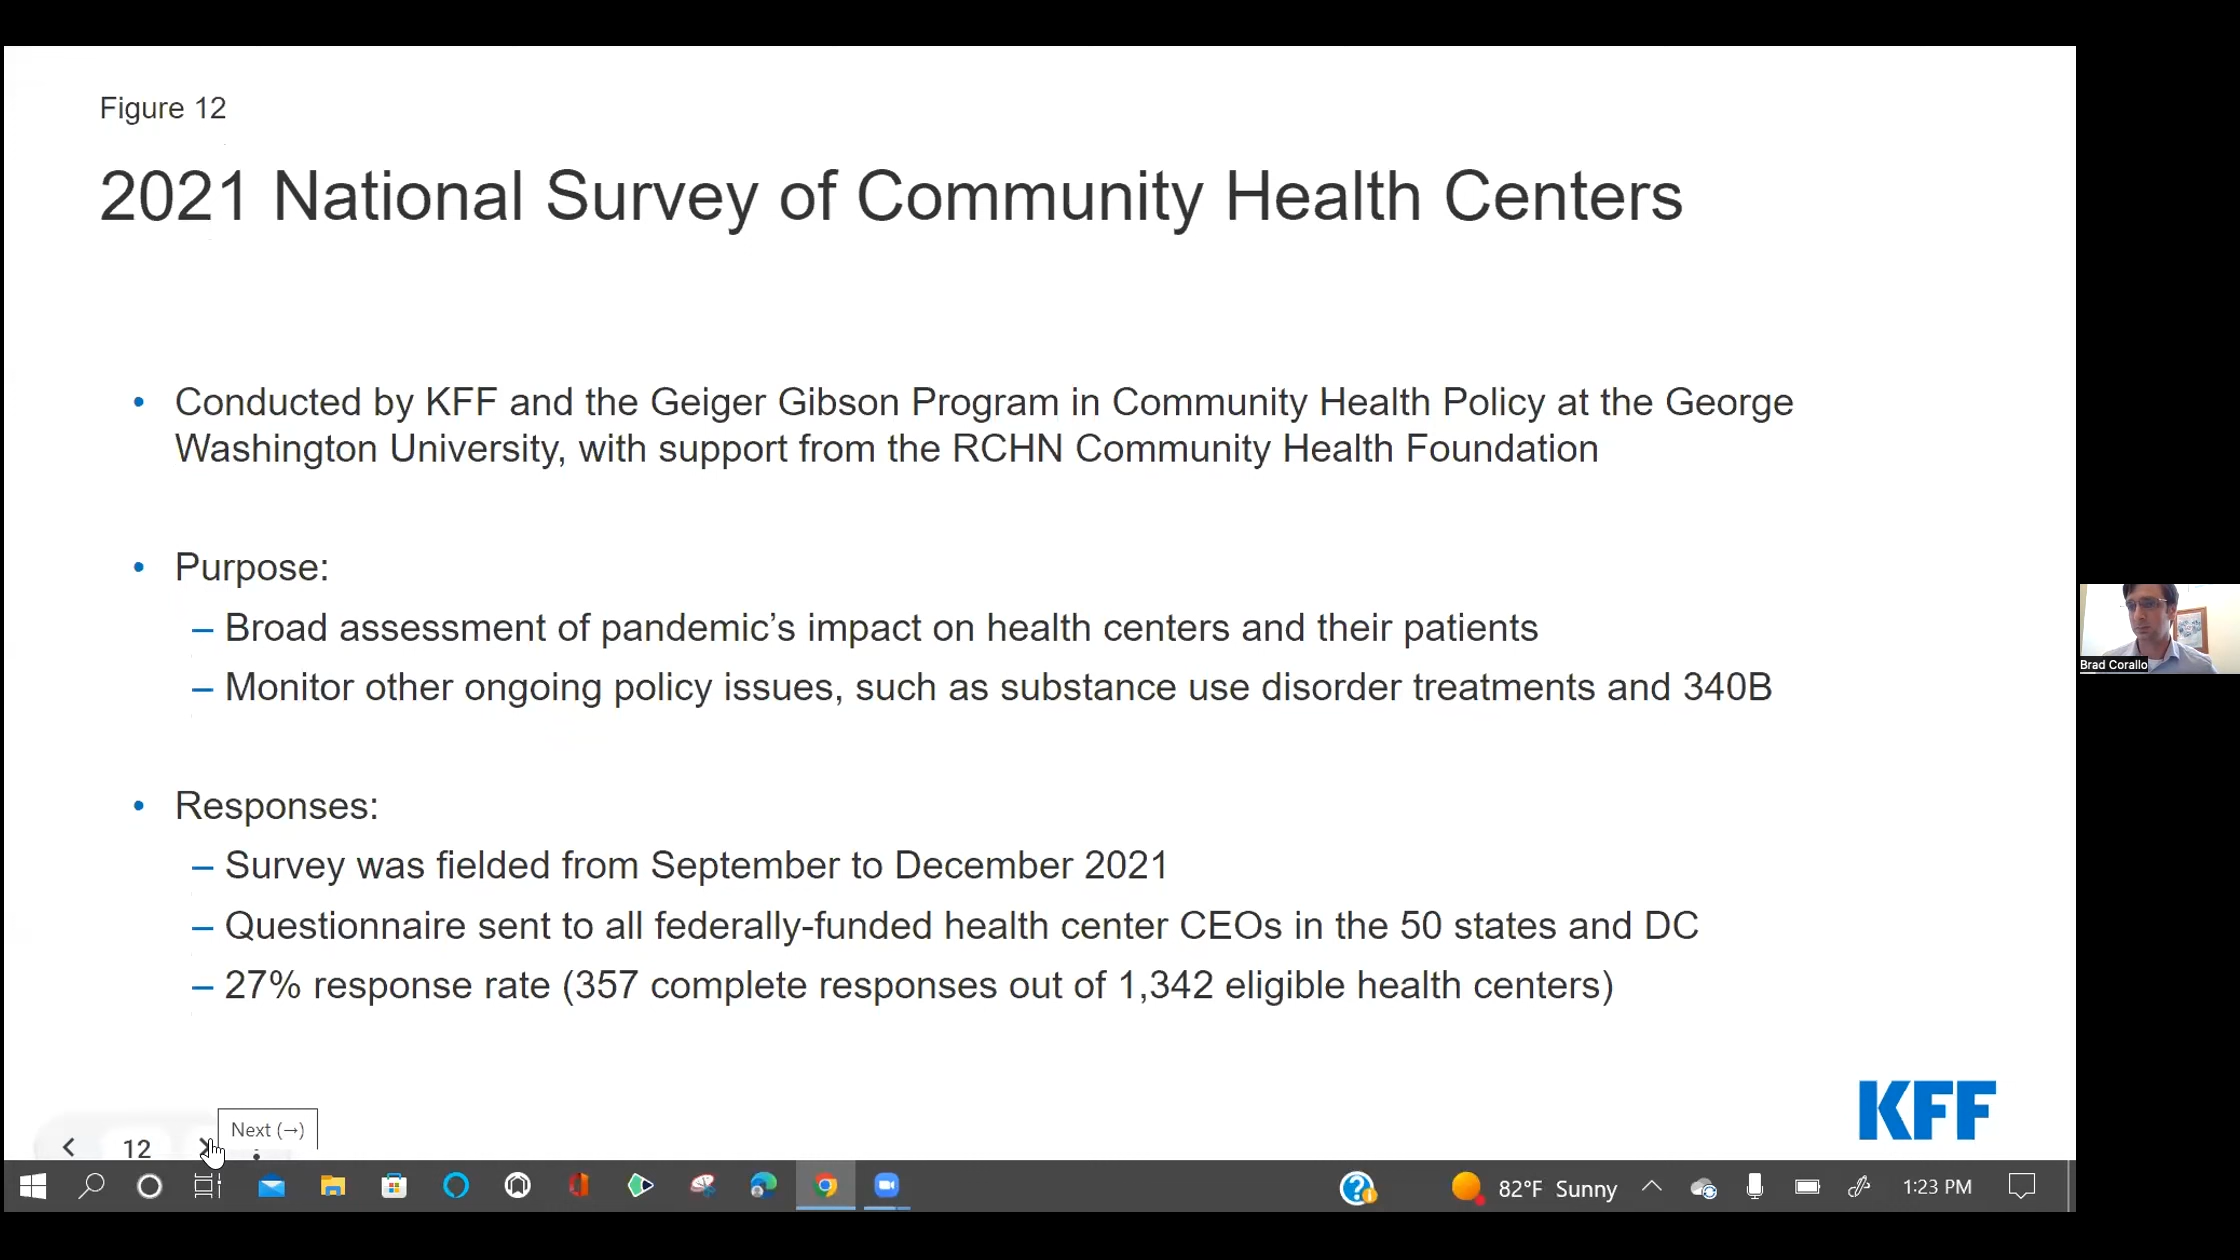 Figure 12
2021 National Survey of Community Health Centers
• Conducted by KFF and the Geiger Gibson Program in Community Health Policy at the George
Washington University, with support from the RCHN Community Health Foundation
• Purpose:
– Broad assessment of pandemic’s impact on health centers and their patients
– Monitor other ongoing policy issues, such as substance use disorder treatments and 340B
• Responses:
– Survey was fielded from September to December 2021
– Questionnaire sent to all federally-funded health center CEOs in the 50 states and DC
– 27% response rate (357 complete responses out of 1,342 eligible health centers)
KFF
Brad Corallo
Next (→)
12
82°F Sunny
1:23 PM